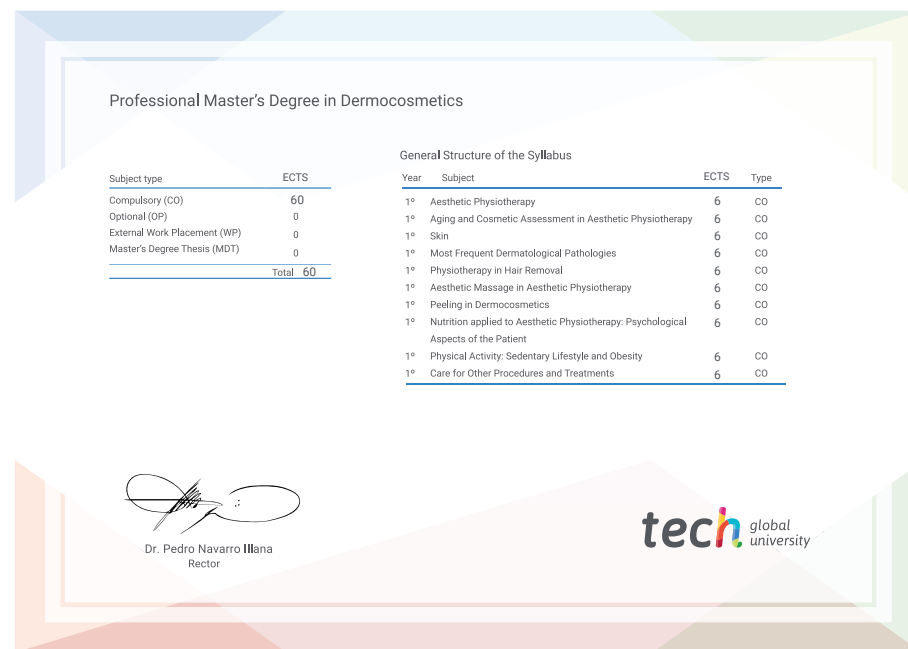 Professional Master's Degree in Dermocosmetics
Subject type ECTS
Compulsory (CO) 60
Optional (OP) 0
External Work Placement (WP) 0
Master's Degree Thesis (MDT) 0
Total 60
General Structure of the Syllabus
Year Subject ECTS Type
1º Aesthetic Physiotherapy 6 CO
1º Aging and Cosmetic Assessment in Aesthetic Physiotherapy 6 CO
1º Skin 6 CO
1º Most Frequent Dermatological Pathologies 6 CO
1º Physiotherapy in Hair Removal 6 CO
1º Aesthetic Massage in Aesthetic Physiotherapy 6 CO
1º Peeling in Dermocosmetics 6 CO
1º Nutrition applied to Aesthetic Physiotherapy: Psychological 6 CO
Aspects of the Patient
1º Physical Activity: Sedentary Lifestyle and Obesity 6 CO
1º Care for Other Procedures and Treatments 6 CO
Dr. Pedro Navarro Illana
Rector
tech global
university